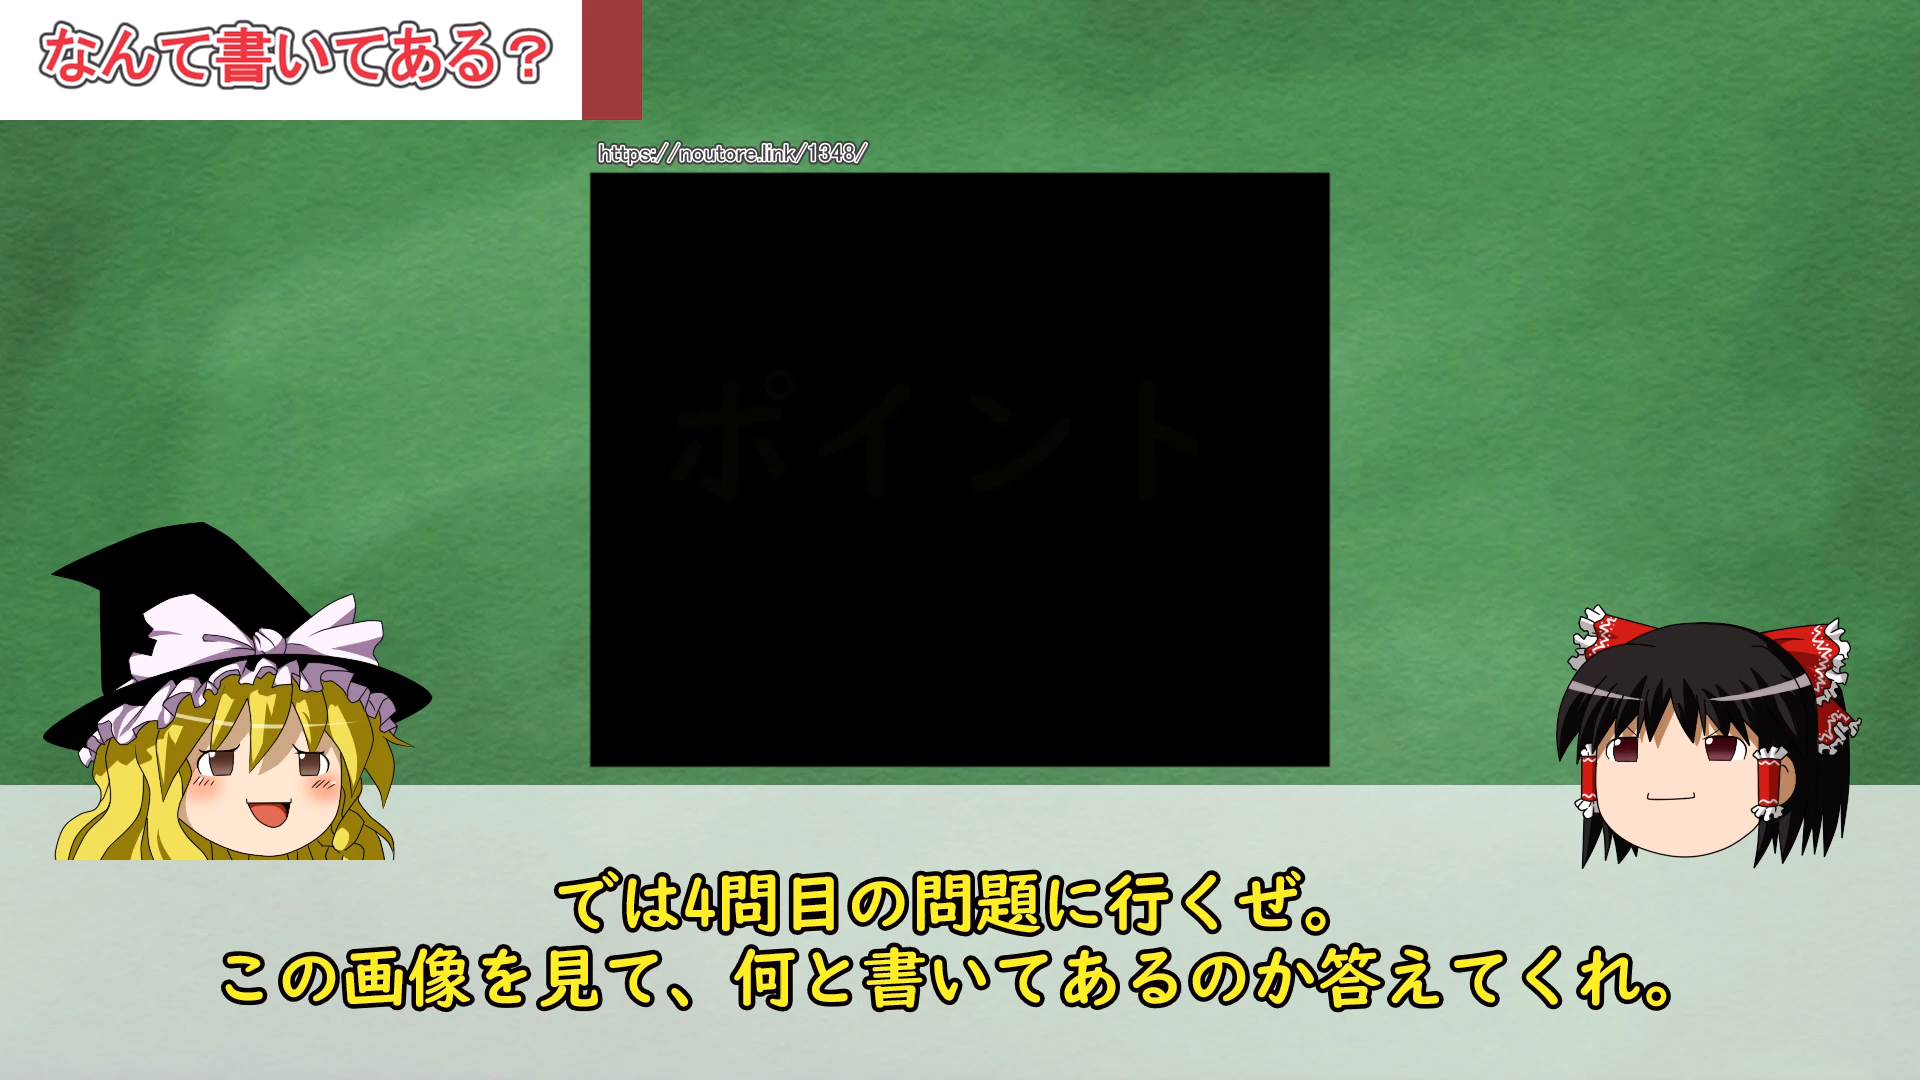 なんて書いてある？
https://noutore.link/1348/
ポイント
では4問目の問題に行くぜ。
この画像を見て、何と書いてあるのか答えてくれ。